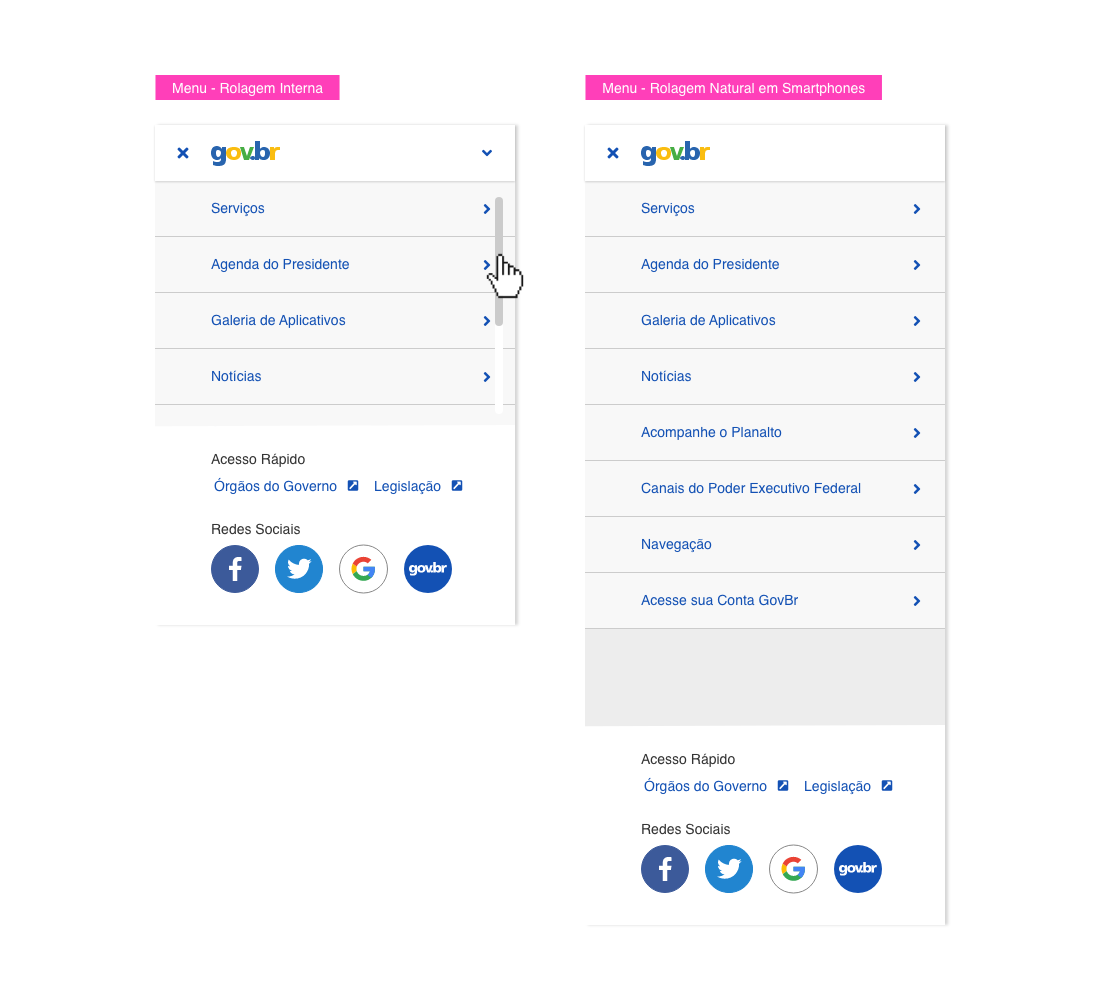 Menu - Rolagem Interna
gov.br
Serviços
Agenda do Presidente
Galeria de Aplicativos
Notícias
Acesso Rápido
Órgãos do Governo Legislação
Redes Sociais
gov.br
Menu - Rolagem Natural em Smartphones
gov.br
Serviços
Agenda do Presidente
Galeria de Aplicativos
Notícias
Acompanhe o Planalto
Canais do Poder Executivo Federal
Navegação
Acesse sua Conta GovBr
Acesso Rápido
Órgãos do Governo Legislação
Redes Sociais
gov.br